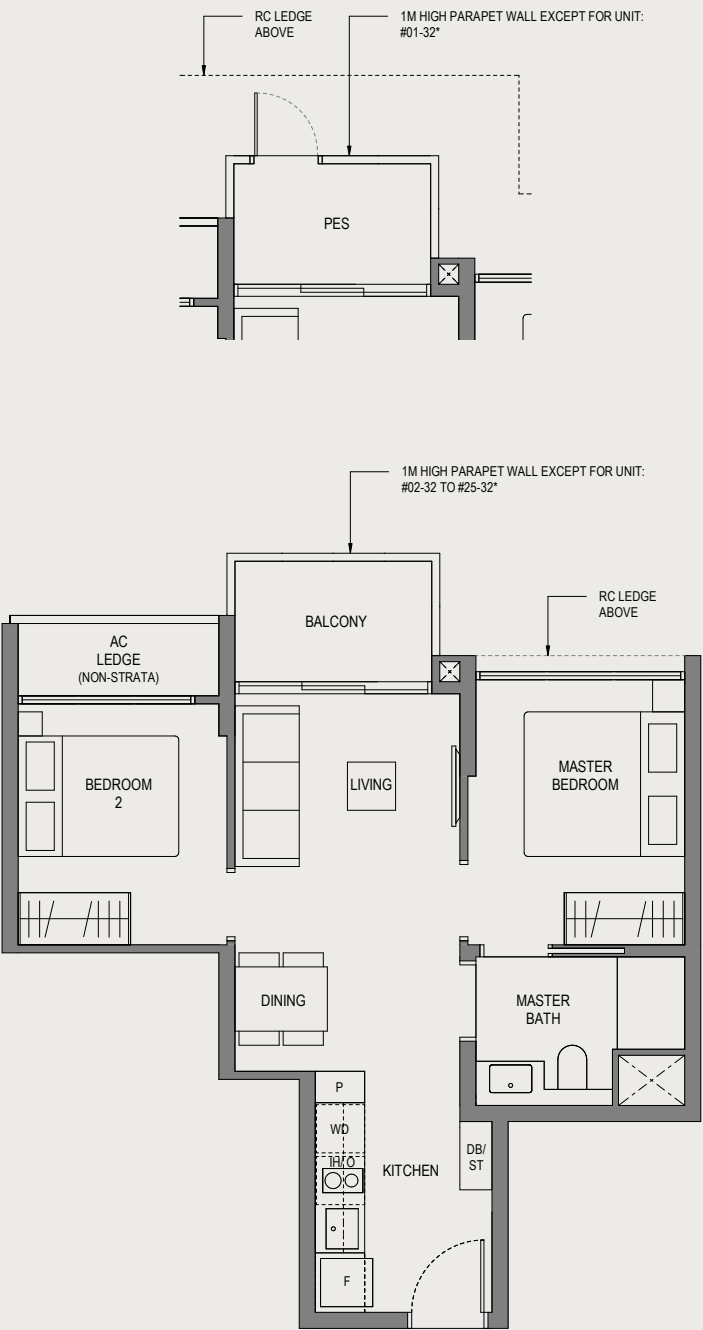 RC LEDGE
ABOVE
1M HIGH PARAPET WALL EXCEPT FOR UNIT:
#01-32*
PES
1M HIGH PARAPET WALL EXCEPT FOR UNIT:
#02-32 TO #25-32*
RC LEDGE
ABOVE
BALCONY
AC
LEDGE
(NON-STRATA)
BEDROOM
2
LIVING
MASTER
BEDROOM
DINING
MASTER
BATH
P
WD
IH/O
KITCHEN
DB/
ST
F